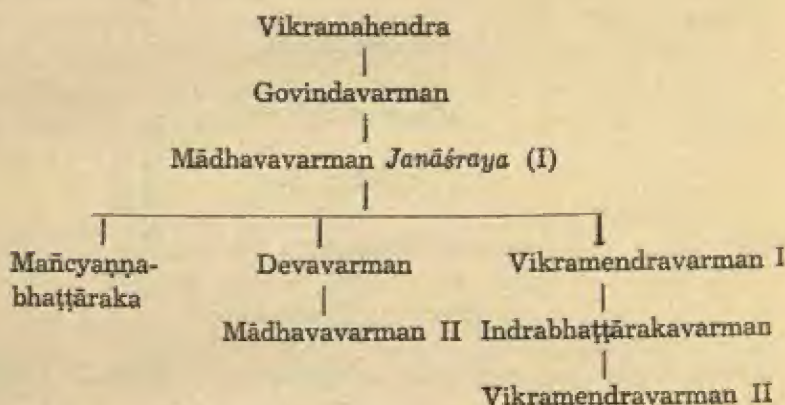 Vikramahendra
Govindavarman
Mādhavavarman Janāśraya (I)
Mañcyaṇṇa- Devavarman Vikramendravarman I
bhaṭṭāraka
Mādhavavarman II Indrabhaṭṭārakavarman
Vikramendravarman II